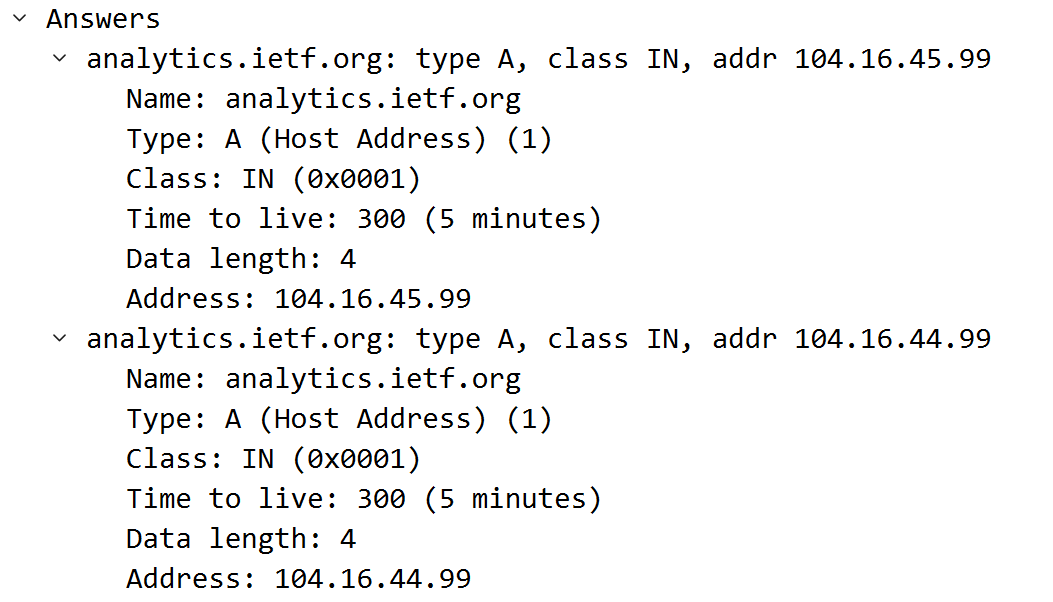 Answers
analytics.ietf.org: type A, class IN, addr 104.16.45.99
Name: analytics.ietf.org
Type: A (Host Address) (1)
Class: IN (0x0001)
Time to live: 300 (5 minutes)
Data length: 4
Address: 104.16.45.99
analytics.ietf.org: type A, class IN, addr 104.16.44.99
Name: analytics.ietf.org
Type: A (Host Address) (1)
Class: IN (0x0001)
Time to live: 300 (5 minutes)
Data length: 4
Address: 104.16.44.99